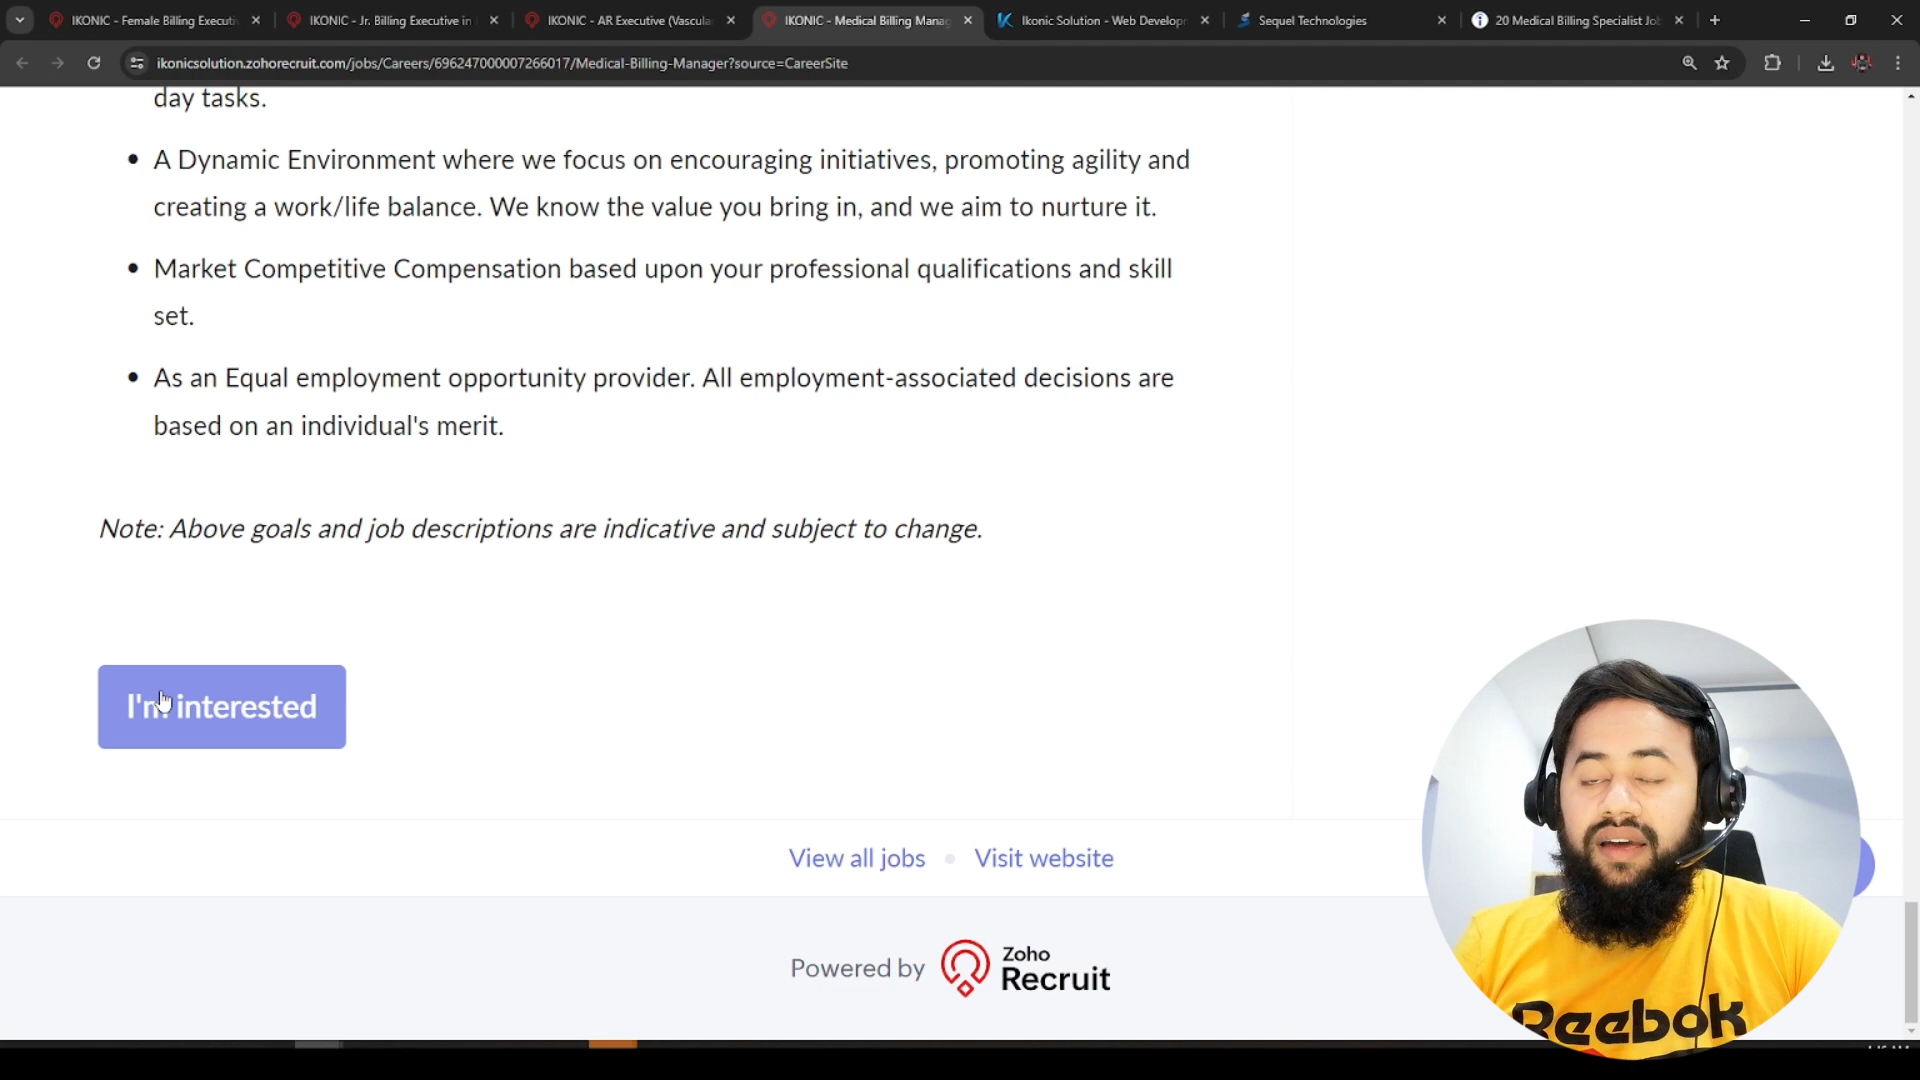 IKONIC - Female Billing Executi
IKONIC - Jr. Billing Executive in
IKONIC - AR Executive (Vascula
IKONIC - Medical Billing Manag
Ikonic Solution - Web Developm
Sequel Technologies
20 Medical Billing Specialist Jo
ikonicsolution.zohorecruit.com/jobs/Careers/696247000007266017/Medical-Billing-Manager?source=CareerSite
day tasks.
A Dynamic Environment where we focus on encouraging initiatives, promoting agility and
creating a work/life balance. We know the value you bring in, and we aim to nurture it.
Market Competitive Compensation based upon your professional qualifications and skill
set.
As an Equal employment opportunity provider. All employment-associated decisions are
based on an individual's merit.
Note: Above goals and job descriptions are indicative and subject to change.
I'm interested
View all jobs
Visit website
Powered by
Zoho
Recruit
Reebok